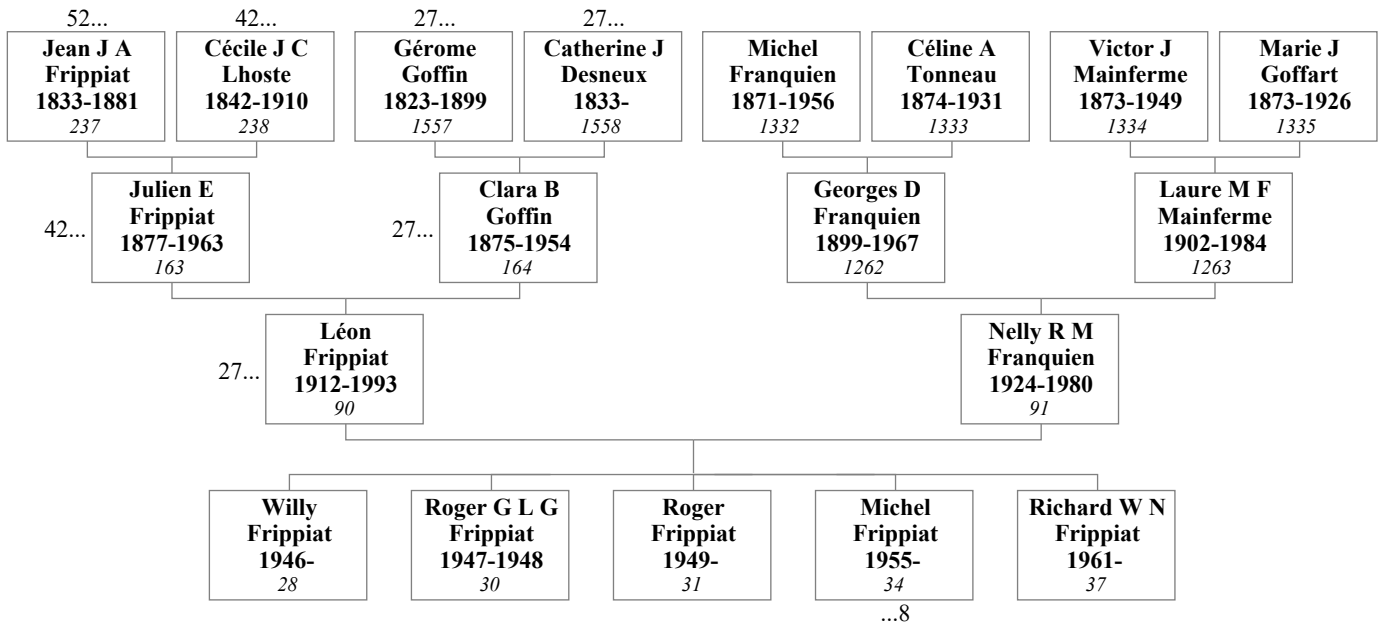 52...
42...
27...
27...
Jean J A
Frippiat
1833-1881
237
Cécile J C
Lhoste
1842-1910
238
Gérome
Goffin
1823-1899
1557
Catherine J
Desneux
1833-
1558
Michel
Franquien
1871-1956
1332
Céline A
Tonneau
1874-1931
1333
Victor J
Mainferme
1873-1949
1334
Marie J
Goffart
1873-1926
1335
42...
Julien E
Frippiat
1877-1963
163
27...
Clara B
Goffin
1875-1954
164
Georges D
Franquien
1899-1967
1262
Laure M F
Mainferme
1902-1984
1263
27...
Léon
Frippiat
1912-1993
90
Nelly R M
Franquien
1924-1980
91
Willy
Frippiat
1946-
28
Roger G L G
Frippiat
1947-1948
30
Roger
Frippiat
1949-
31
Michel
Frippiat
1955-
34
Richard W N
Frippiat
1961-
37
...8